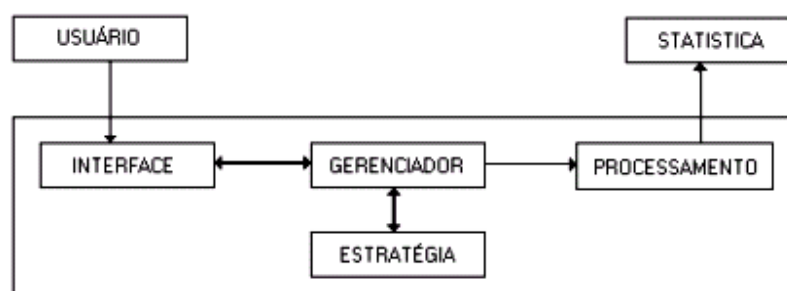 USUÁRIO
STATISTICA
INTERFACE
GERENCIADOR
PROCESSAMENTO
ESTRATÉGIA